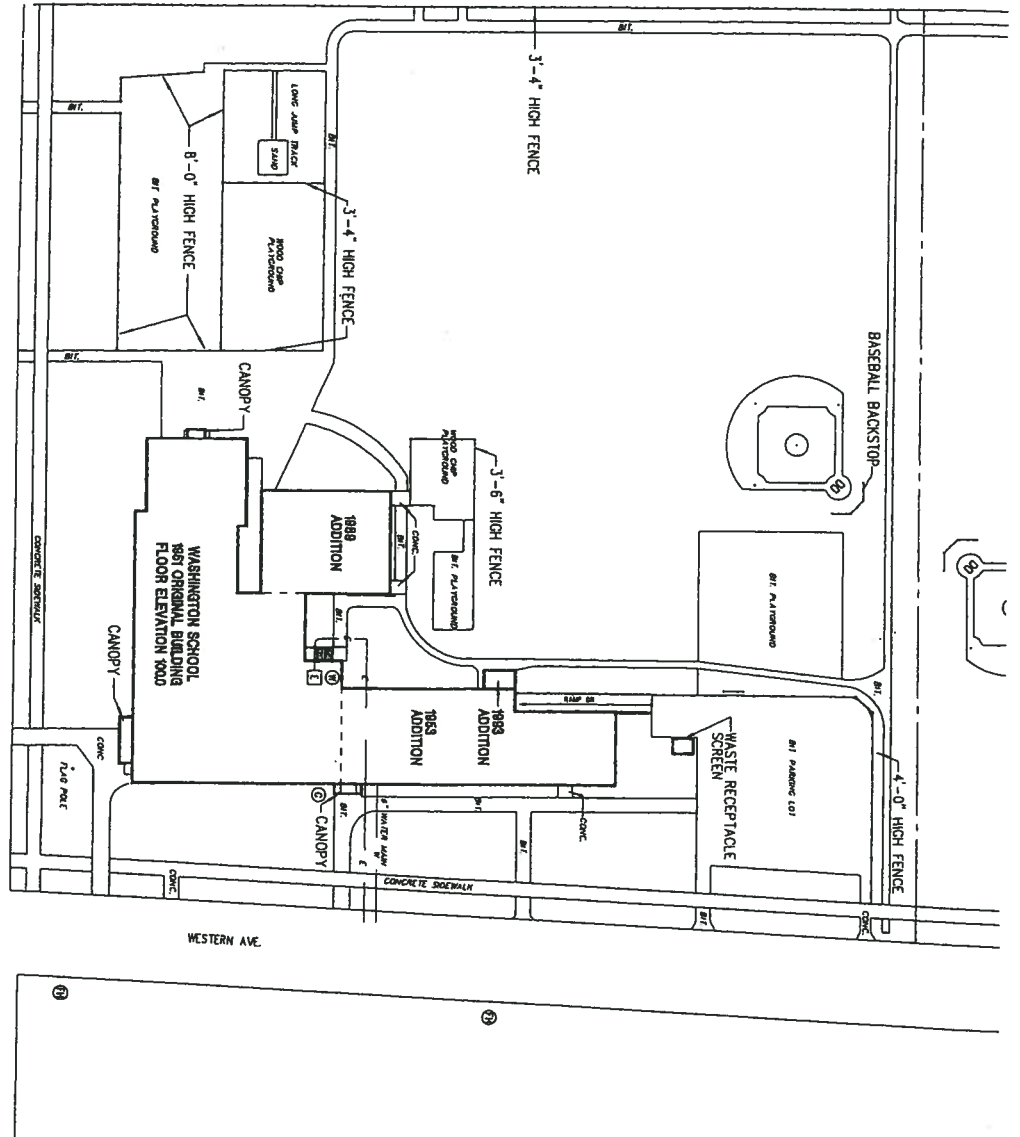 BIT.
3'-4" HIGH FENCE
BIT.
LONG JUMP TRACK
SAND
BIT.
8'-0" HIGH FENCE
BIT PLAYGROUND
WOOD CHIP
PLAYGROUND
3'-4" HIGH FENCE
BIT.
BIT.
CANOPY
BASEBALL BACKSTOP
WOOD CHIP
PLAYGROUND
3'-6" HIGH FENCE
1989
ADDITION
BIT.
CONC.
BIT. PLAYGROUND
BIT. PLAYGROUND
CONCRETE SIDEWALK
WASHINGTON SCHOOL
1951 ORIGINAL BUILDING
FLOOR ELEVATION 100.0
BIT.
E
W
E
CANOPY
1953
ADDITION
1993
ADDITION
RAMP DN
WASTE RECEPTACLE
SCREEN
BIT PARKING LOT
BIT.
4'-0" HIGH FENCE
CONC
FLAG POLE
G
CANOPY
BIT.
6" WATER MAIN
W
E
BIT.
CONC.
BIT.
CONC.
CONCRETE SIDEWALK
BIT
CONC.
WESTERN AVE.